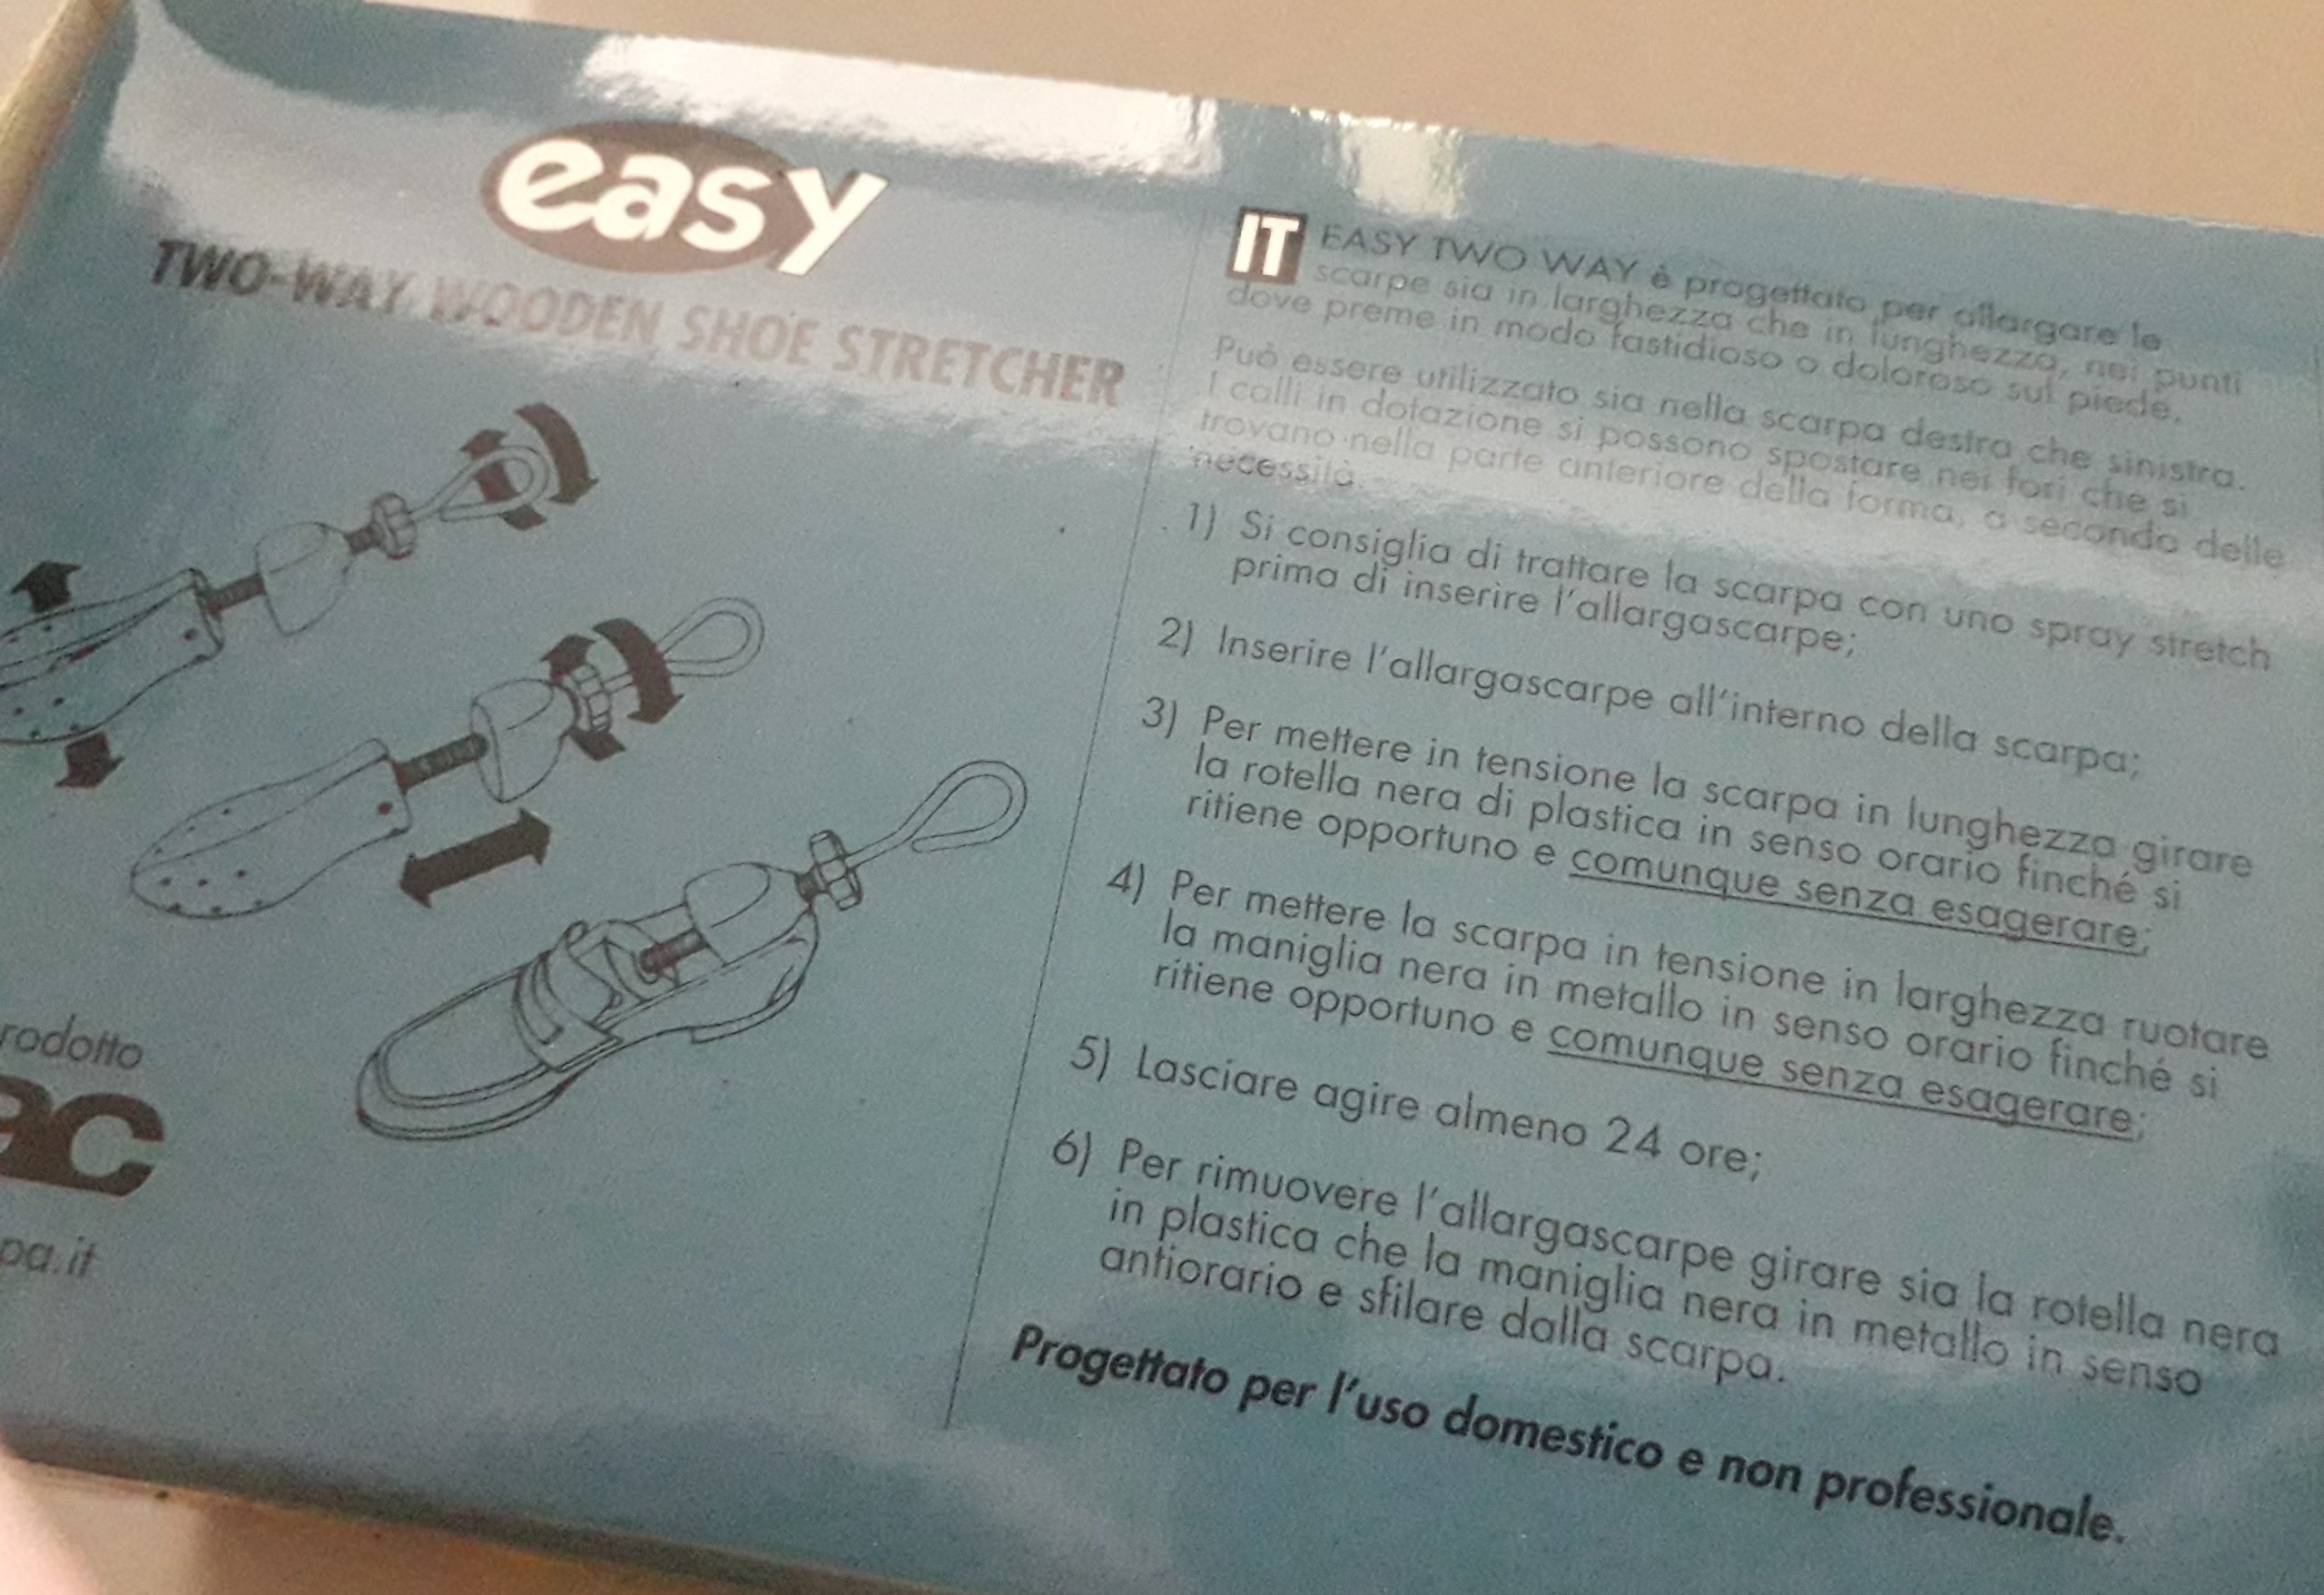 easy
TWO-WAY WOODEN SHOE STRETCHER
rodotto
pa.it
IT
EASY TWO WAY è progettato per allargare le
scarpe sia in larghezza che in lunghezza, nei punti
dove preme in modo fastidioso o doloroso sul piede.
Può essere utilizzato sia nella scarpa destra che sinistra.
I calli in dotazione si possono spostare nei fori che si
trovano nella parte anteriore della forma, a secondo delle
necessità.
1) Si consiglia di trattare la scarpa con uno spray stretch
prima di inserire l'allargascarpe;
2) Inserire l'allargascarpe all'interno della scarpa;
3) Per mettere in tensione la scarpa in lunghezza girare
la rotella nera di plastica in senso orario finché si
ritiene opportuno e comunque senza esagerare;
4) Per mettere la scarpa in tensione in larghezza ruotare
la maniglia nera in metallo in senso orario finché si
ritiene opportuno e comunque senza esagerare;
5) Lasciare agire almeno 24 ore;
6) Per rimuovere l'allargascarpe girare sia la rotella nera
in plastica che la maniglia nera in metallo in senso
antiorario e sfilare dalla scarpa.
Progettato per l'uso domestico e non professionale.